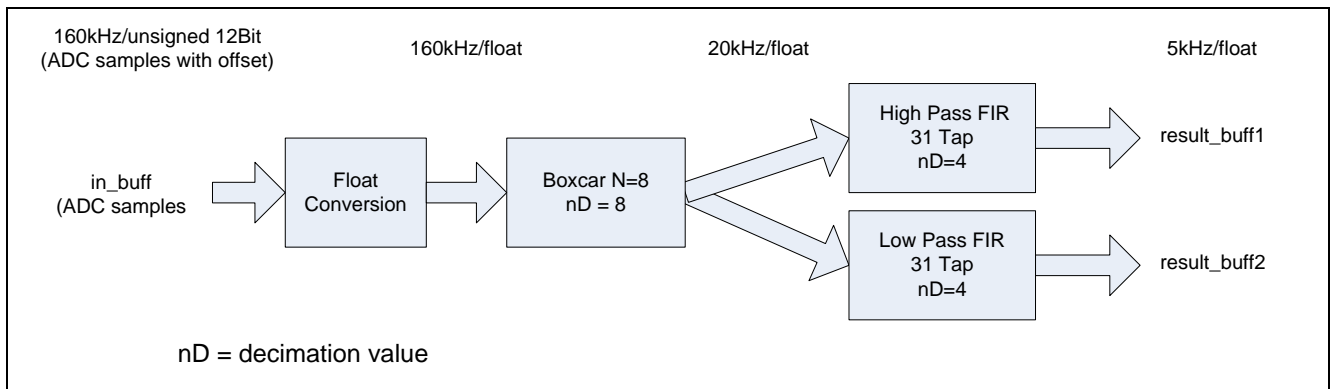 160kHz/unsigned 12Bit
(ADC samples with offset)
160kHz/float
20kHz/float
5kHz/float
in_buff
(ADC samples
Float
Conversion
Boxcar N=8
nD = 8
High Pass FIR
31 Tap
nD=4
result_buff1
Low Pass FIR
31 Tap
nD=4
result_buff2
nD = decimation value